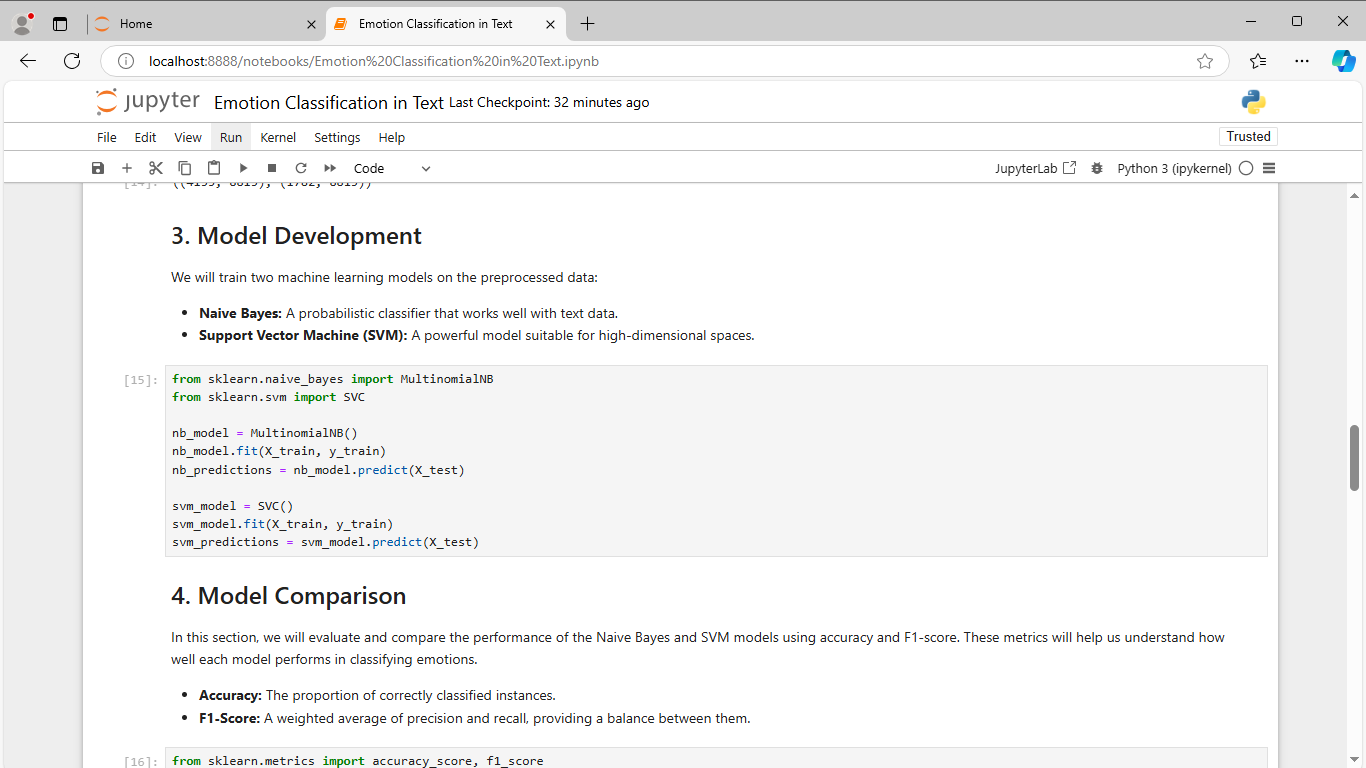 Home
Emotion Classification in Text
localhost:8888/notebooks/Emotion%20Classification%20in%20Text.ipynb
jupyter Emotion Classification in Text Last Checkpoint: 32 minutes ago
File Edit View Run Kernel Settings Help
Trusted
Code
JupyterLab
Python 3 (ipykernel)
[14]: ((4155, 8815), (1782, 8815))
3. Model Development
We will train two machine learning models on the preprocessed data:
• Naive Bayes: A probabilistic classifier that works well with text data.
• Support Vector Machine (SVM): A powerful model suitable for high-dimensional spaces.
[15]: from sklearn.naive_bayes import MultinomialNB
from sklearn.svm import SVC
nb_model = MultinomialNB()
nb_model.fit(X_train, y_train)
nb_predictions = nb_model.predict(X_test)
svm_model = SVC()
svm_model.fit(X_train, y_train)
svm_predictions = svm_model.predict(X_test)
4. Model Comparison
In this section, we will evaluate and compare the performance of the Naive Bayes and SVM models using accuracy and F1-score. These metrics will help us understand how
well each model performs in classifying emotions.
• Accuracy: The proportion of correctly classified instances.
• F1-Score: A weighted average of precision and recall, providing a balance between them.
[16]: from sklearn.metrics import accuracy_score, f1_score